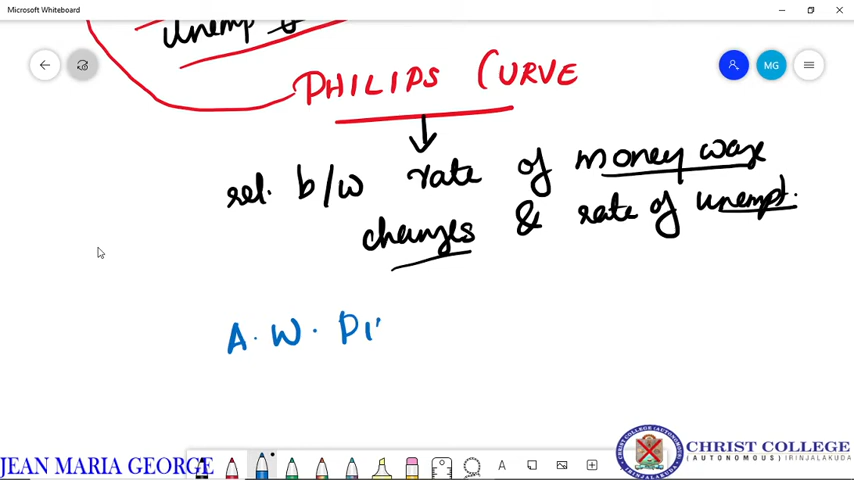 Microsoft Whiteboard
unemp
PHILIPS CURVE
MG
rel. b/w rate of money wage
changes & rate of unempt.
A. W. P
JEAN MARIA GEORGE
A
CHRIST COLLEGE
(AUTONOMOUS) IRINJALAKUDA